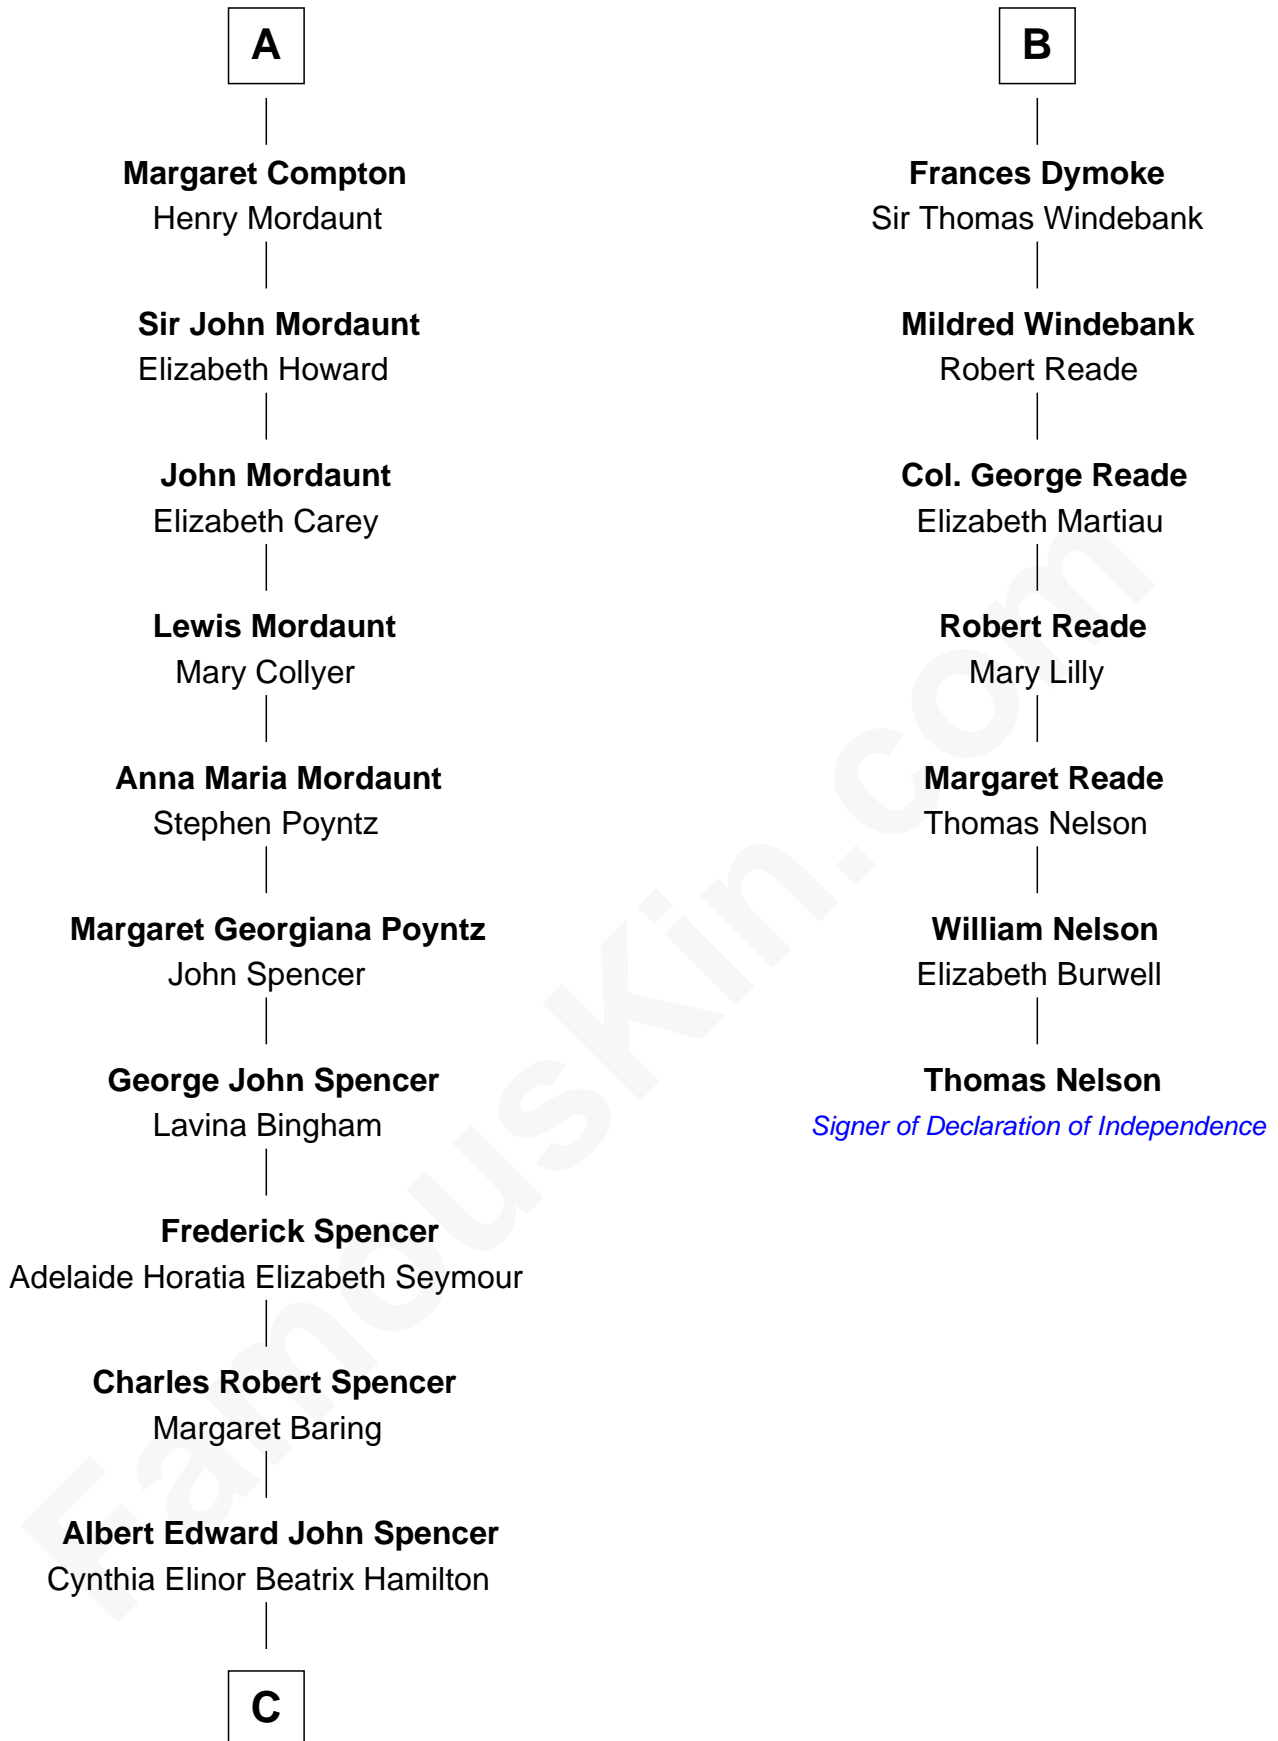 A
Margaret Compton
Henry Mordaunt
Sir John Mordaunt
Elizabeth Howard
John Mordaunt
Elizabeth Carey
Lewis Mordaunt
Mary Collyer
Anna Maria Mordaunt
Stephen Poyntz
Margaret Georgiana Poyntz
John Spencer
George John Spencer
Lavina Bingham
Frederick Spencer
Adelaide Horatia Elizabeth Seymour
Charles Robert Spencer
Margaret Baring
Albert Edward John Spencer
Cynthia Elinor Beatrix Hamilton
C
B
Frances Dymoke
Sir Thomas Windebank
Mildred Windebank
Robert Reade
Col. George Reade
Elizabeth Martiau
Robert Reade
Mary Lilly
Margaret Reade
Thomas Nelson
William Nelson
Elizabeth Burwell
Thomas Nelson
Signer of Declaration of Independence
FamousKin.com